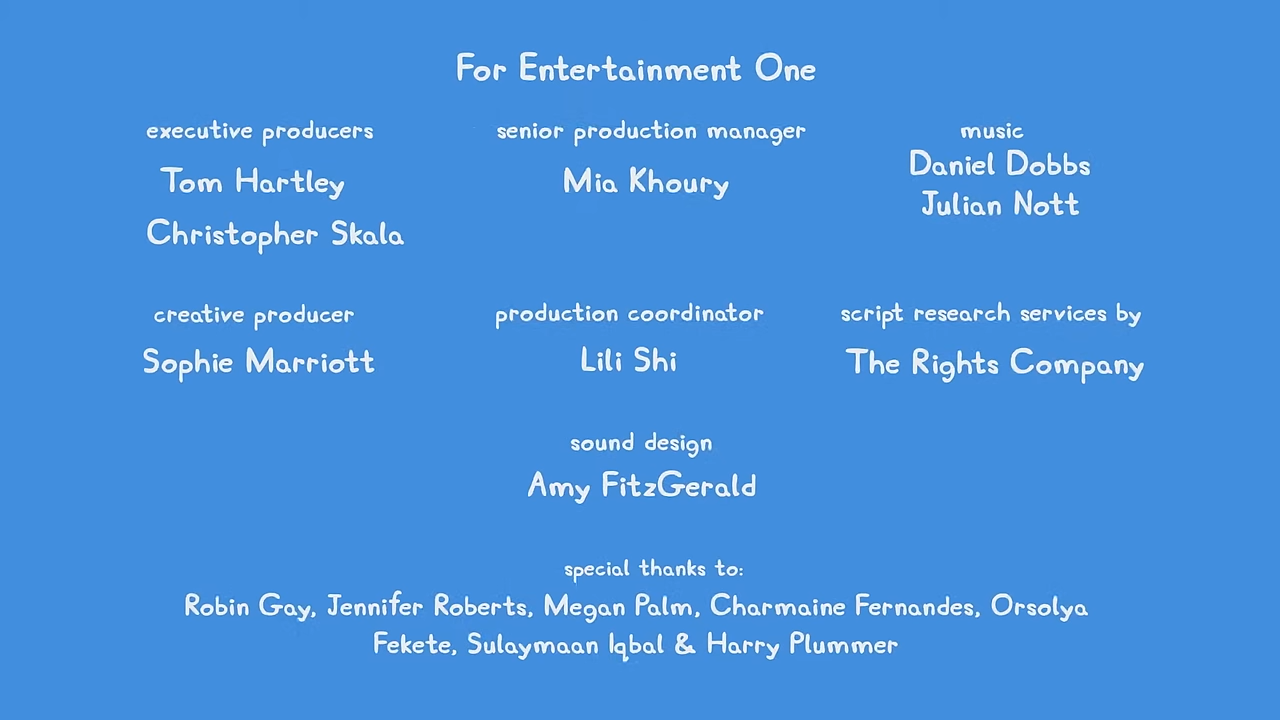 For Entertainment One
executive producers
Tom Hartley
Christopher Skala
senior production manager
Mia Khoury
music
Daniel Dobbs
Julian Nott
creative producer
Sophie Marriott
production coordinator
Lili Shi
script research services by
The Rights Company
sound design
Amy FitzGerald
special thanks to:
Robin Gay, Jennifer Roberts, Megan Palm, Charmaine Fernandes, Orsolya
Fekete, Sulaymaan Iqbal & Harry Plummer